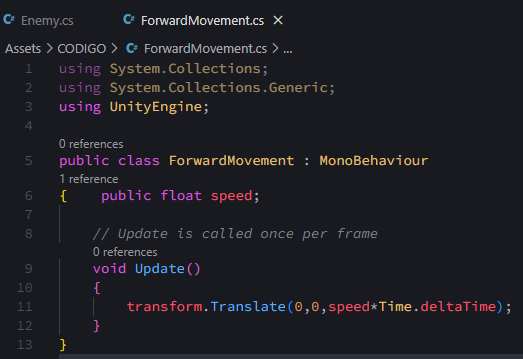 Enemy.cs ForwardMovement.cs
Assets > CODIGO > ForwardMovement.cs > ...
1 using System.Collections;
2 using System.Collections.Generic;
3 using UnityEngine;
4
0 references
5 public class ForwardMovement : MonoBehaviour
1 reference
6 { public float speed;
7
8 // Update is called once per frame
0 references
9 void Update()
10 {
11 transform.Translate(0,0,speed*Time.deltaTime);
12 }
13 }